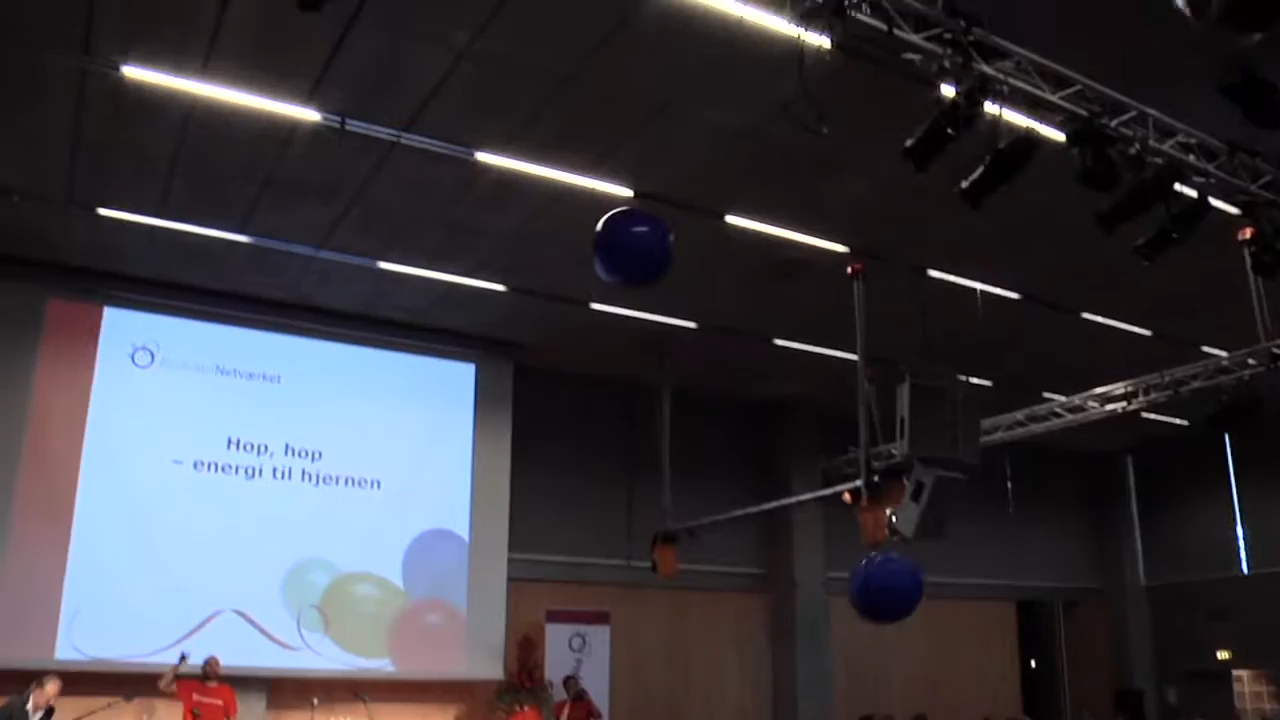 Netværket
Hop, hop
– energi til hjernen